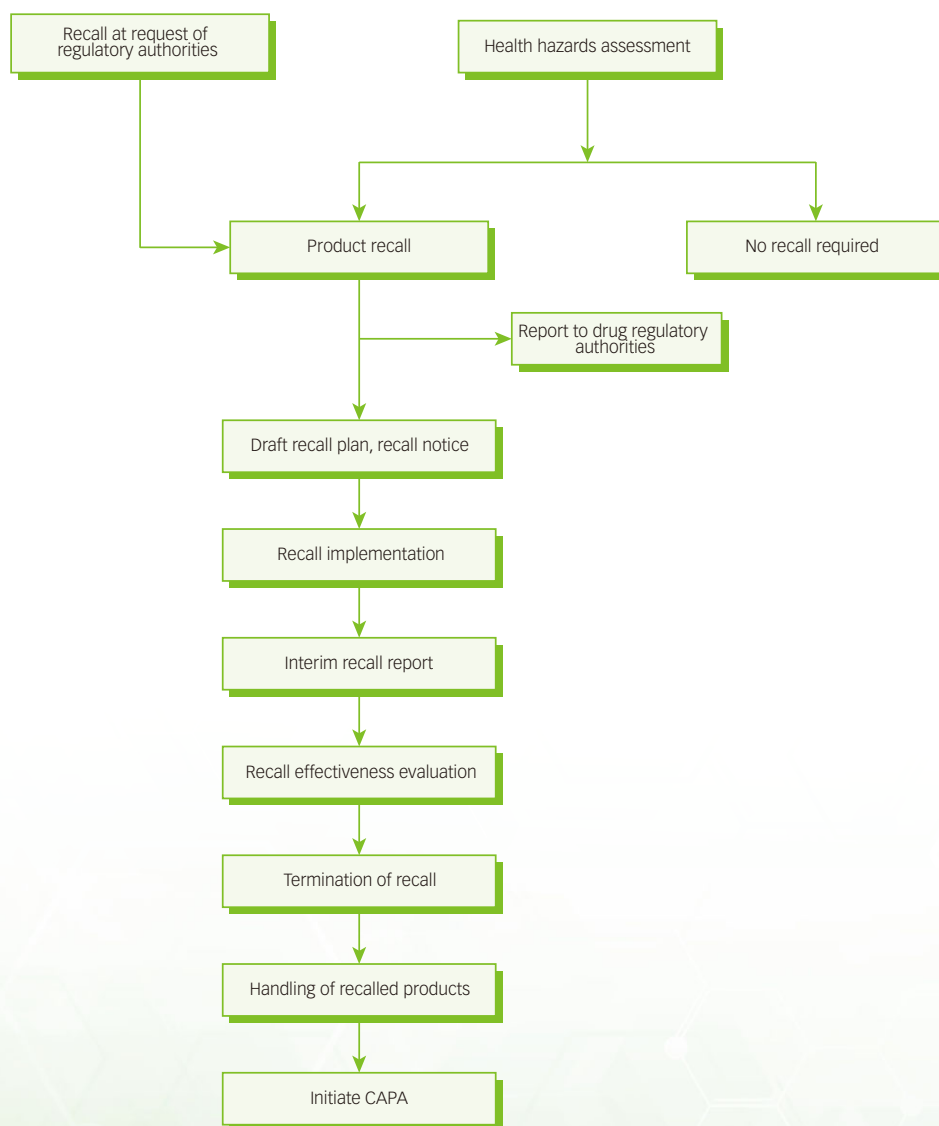 Recall at request of
regulatory authorities
Health hazards assessment
Product recall
No recall required
Report to drug regulatory
authorities
Draft recall plan, recall notice
Recall implementation
Interim recall report
Recall effectiveness evaluation
Termination of recall
Handling of recalled products
Initiate CAPA